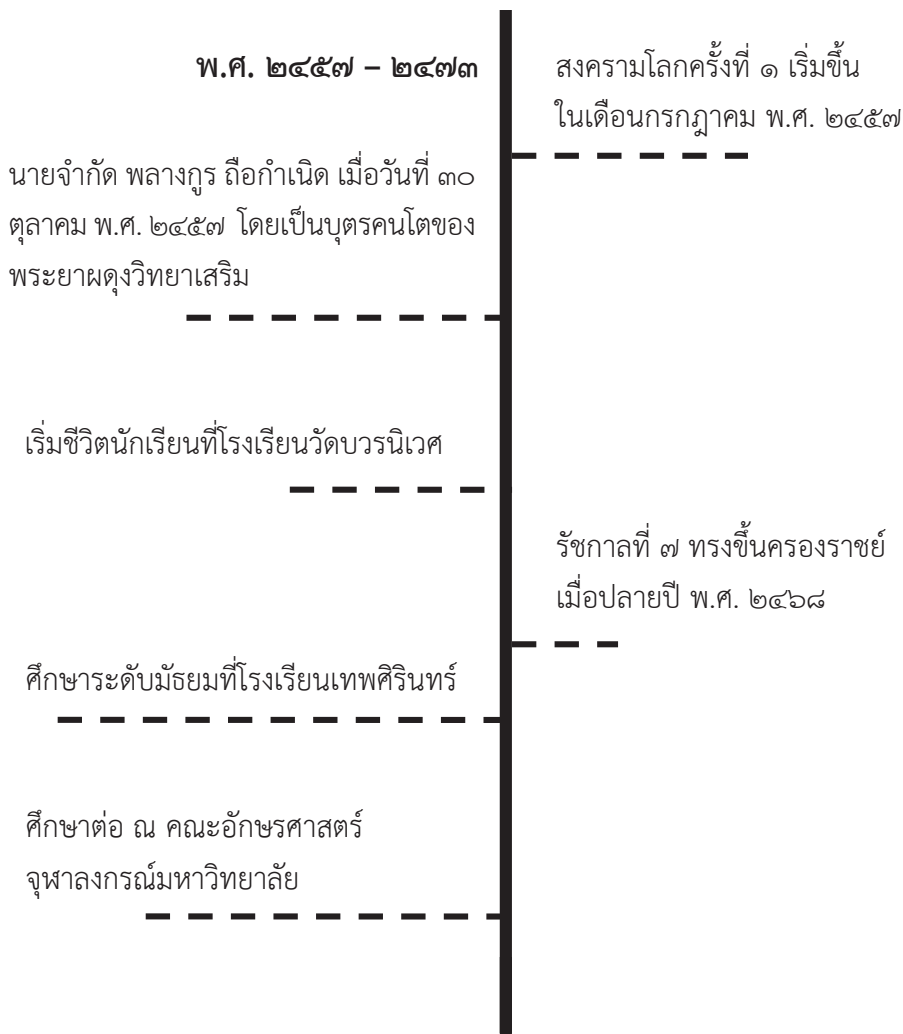 พ.ศ. ๒๔๕๗ – ๒๔๗๓
สงครามโลกครั้งที่ ๑ เริ่มขึ้น
ในเดือนกรกฎาคม พ.ศ. ๒๔๕๗
นายจำกัด พลางกูร ถือกำเนิด เมื่อวันที่ ๓๐
ตุลาคม พ.ศ. ๒๔๕๗ โดยเป็นบุตรคนโตของ
พระยาผดุงวิทยาเสริม
เริ่มชีวิตนักเรียนที่โรงเรียนวัดบวรนิเวศ
รัชกาลที่ ๗ ทรงขึ้นครองราชย์
เมื่อปลายปี พ.ศ. ๒๔๖๘
ศึกษาระดับมัธยมที่โรงเรียนเทพศิรินทร์
ศึกษาต่อ ณ คณะอักษรศาสตร์
จุฬาลงกรณ์มหาวิทยาลัย